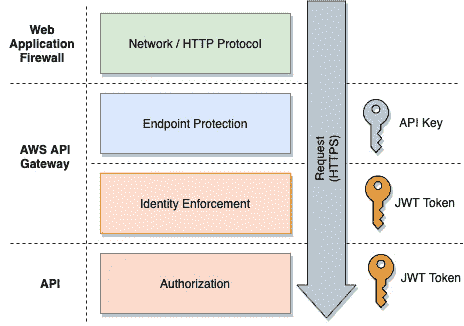 Web
Application
Firewall
Network / HTTP Protocol
AWS API
Gateway
Endpoint Protection
API Key
Identity Enforcement
JWT Token
API
Authorization
JWT Token
Request
(HTTPS)